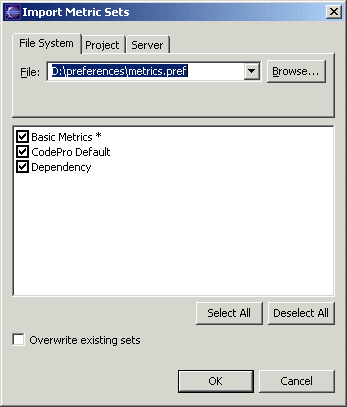 Import Metric Sets
File System Project Server
File: D:\preferences\metrics.pref Browse...
Basic Metrics *
CodePro Default
Dependency
Select All Deselect All
Overwrite existing sets
OK Cancel